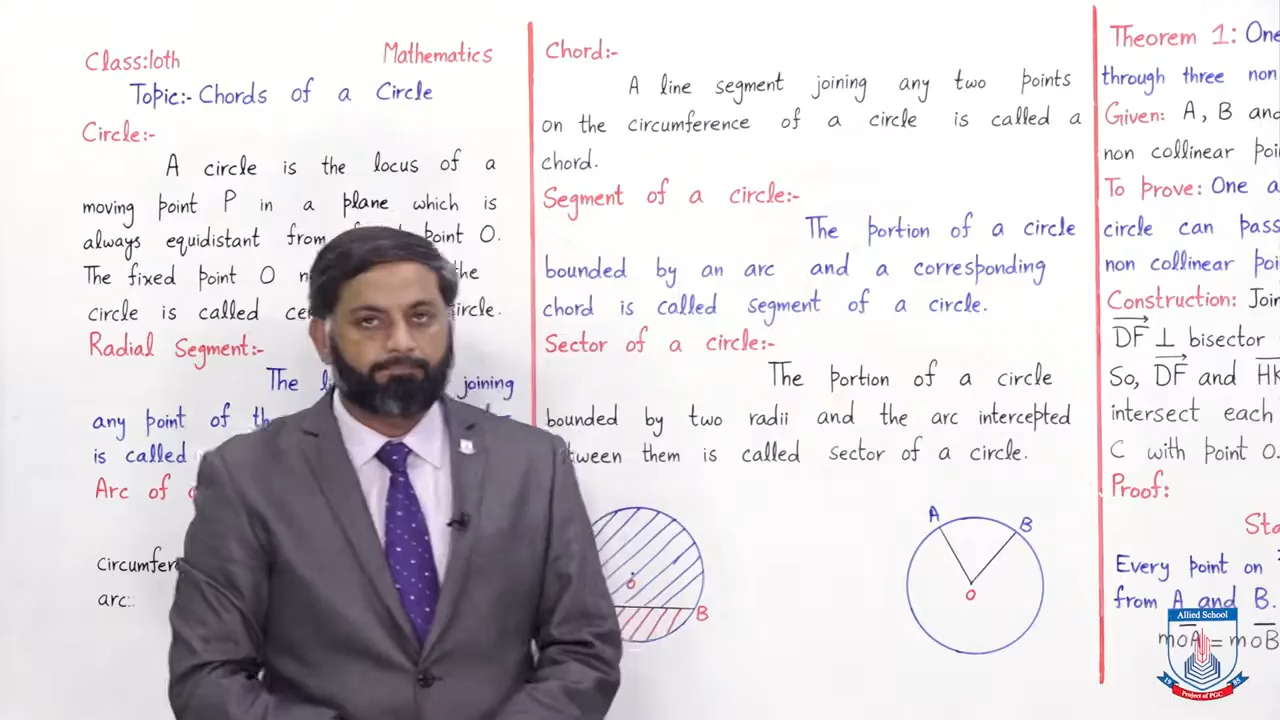 Class:10th Mathematics
Topic:- Chords of a Circle
Circle:-
A circle is the locus of a
moving point P in a plane which is
always equidistant from point O.
The fixed point O the
circle is called circle.
Radial Segment:-
The joining
any point of
is called
Arc of
arc:
Chord:-
A line segment joining any two points
on the circumference of a circle is called a
chord.
Segment of a circle:-
The portion of a circle
bounded by an arc and a corresponding
chord is called segment of a circle.
Sector of a circle:-
The portion of a circle
bounded by two radii and the arc intercepted
them is called sector of a circle.
O
B
A B
O
Theorem 1: One
through three non
Given: A, B and
non collinear
To prove: One a
circle can pass
non collinear
Construction: Join
DF ⊥ bisector
So, DF and HK
intersect each
C with point O.
Proof:
Every point on
from A and B.
mOA = mOB
Allied School
19 85
Project of PGC